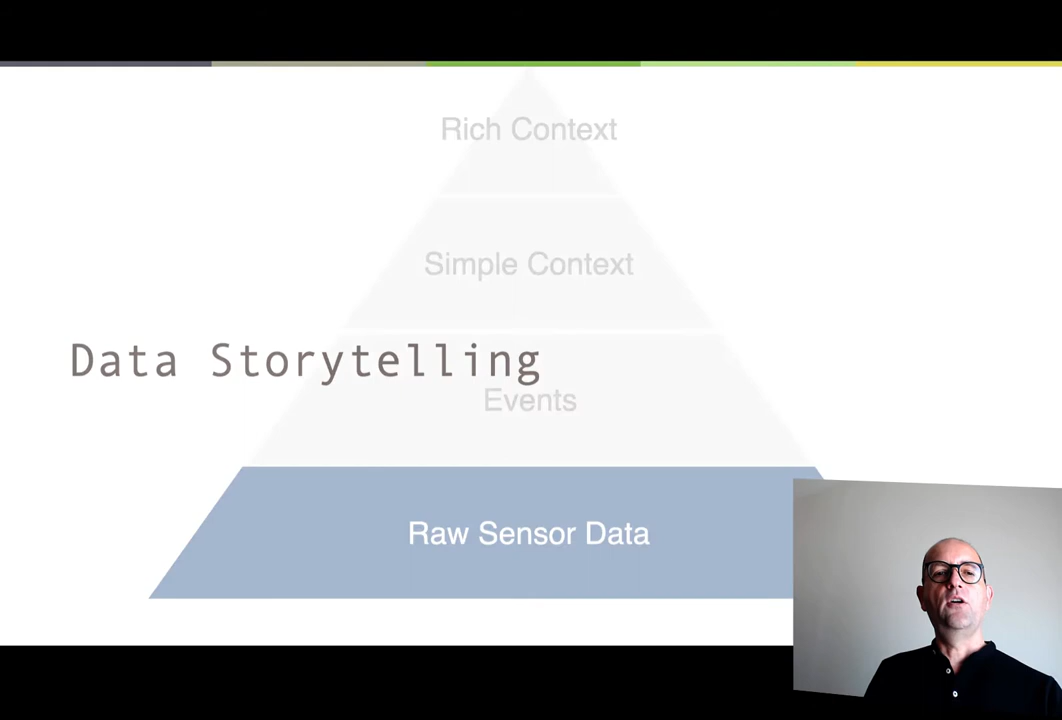 Rich Context
Simple Context
Data Storytelling
Events
Raw Sensor Data